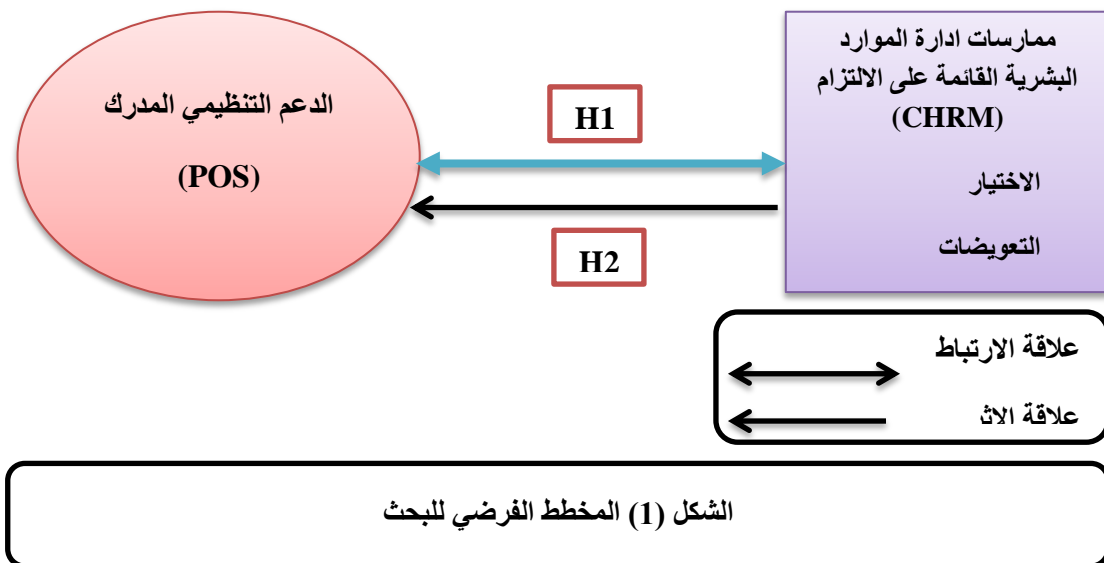 ممارسات ادارة الموارد
البشرية القائمة على الالتزام
(CHRM)
الاختيار
التعويضات
H1
H2
الدعم التنظيمي المدرك
(POS)
علاقة الارتباط
علاقة الاثر
الشكل (1) المخطط الفرضي للبحث